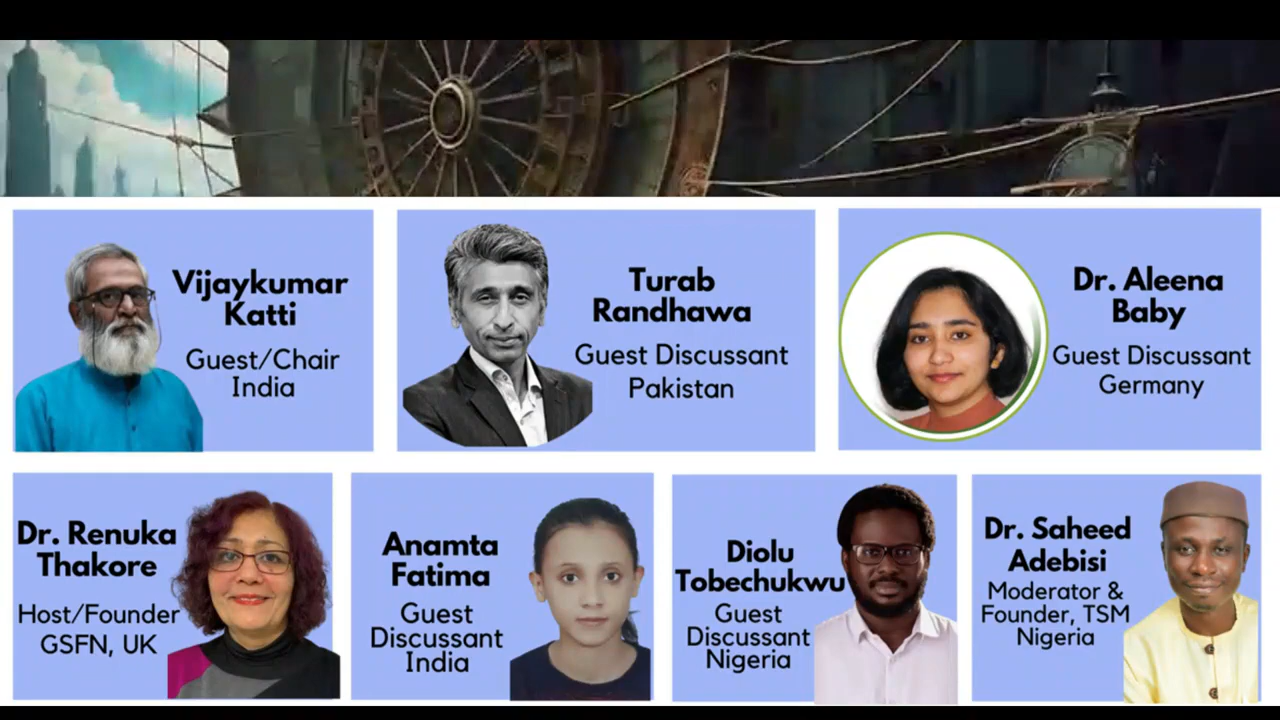 Vijaykumar
Katti
Guest/Chair
India
Turab
Randhawa
Guest Discussant
Pakistan
Dr. Aleena
Baby
Guest Discussant
Germany
Dr. Renuka
Thakore
Host/Founder
GSFN, UK
Anamta
Fatima
Guest
Discussant
India
Diolu
Tobechukwu
Guest
Discussant
Nigeria
Dr. Saheed
Adebisi
Moderator &
Founder, TSM
Nigeria